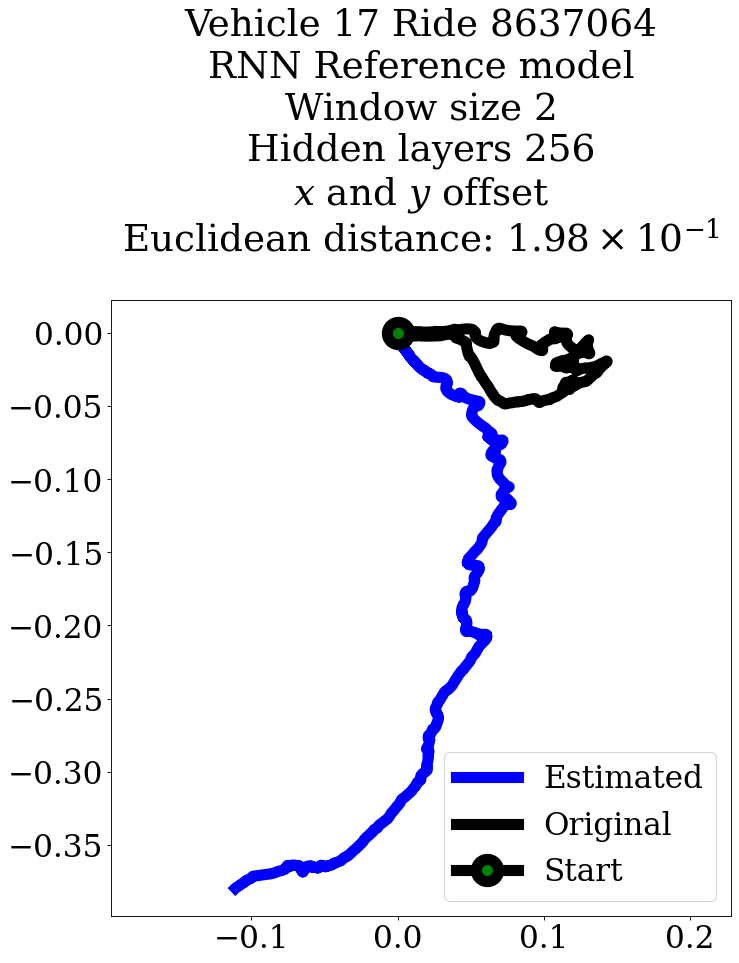 Vehicle 17 Ride 8637064
RNN Reference model
Window size 2
Hidden layers 256
x and y offset
Euclidean distance: 1.98 × 10⁻¹
0.00
−0.05
−0.10
−0.15
−0.20
−0.25
−0.30
−0.35
Estimated
Original
Start
−0.1 0.0 0.1 0.2